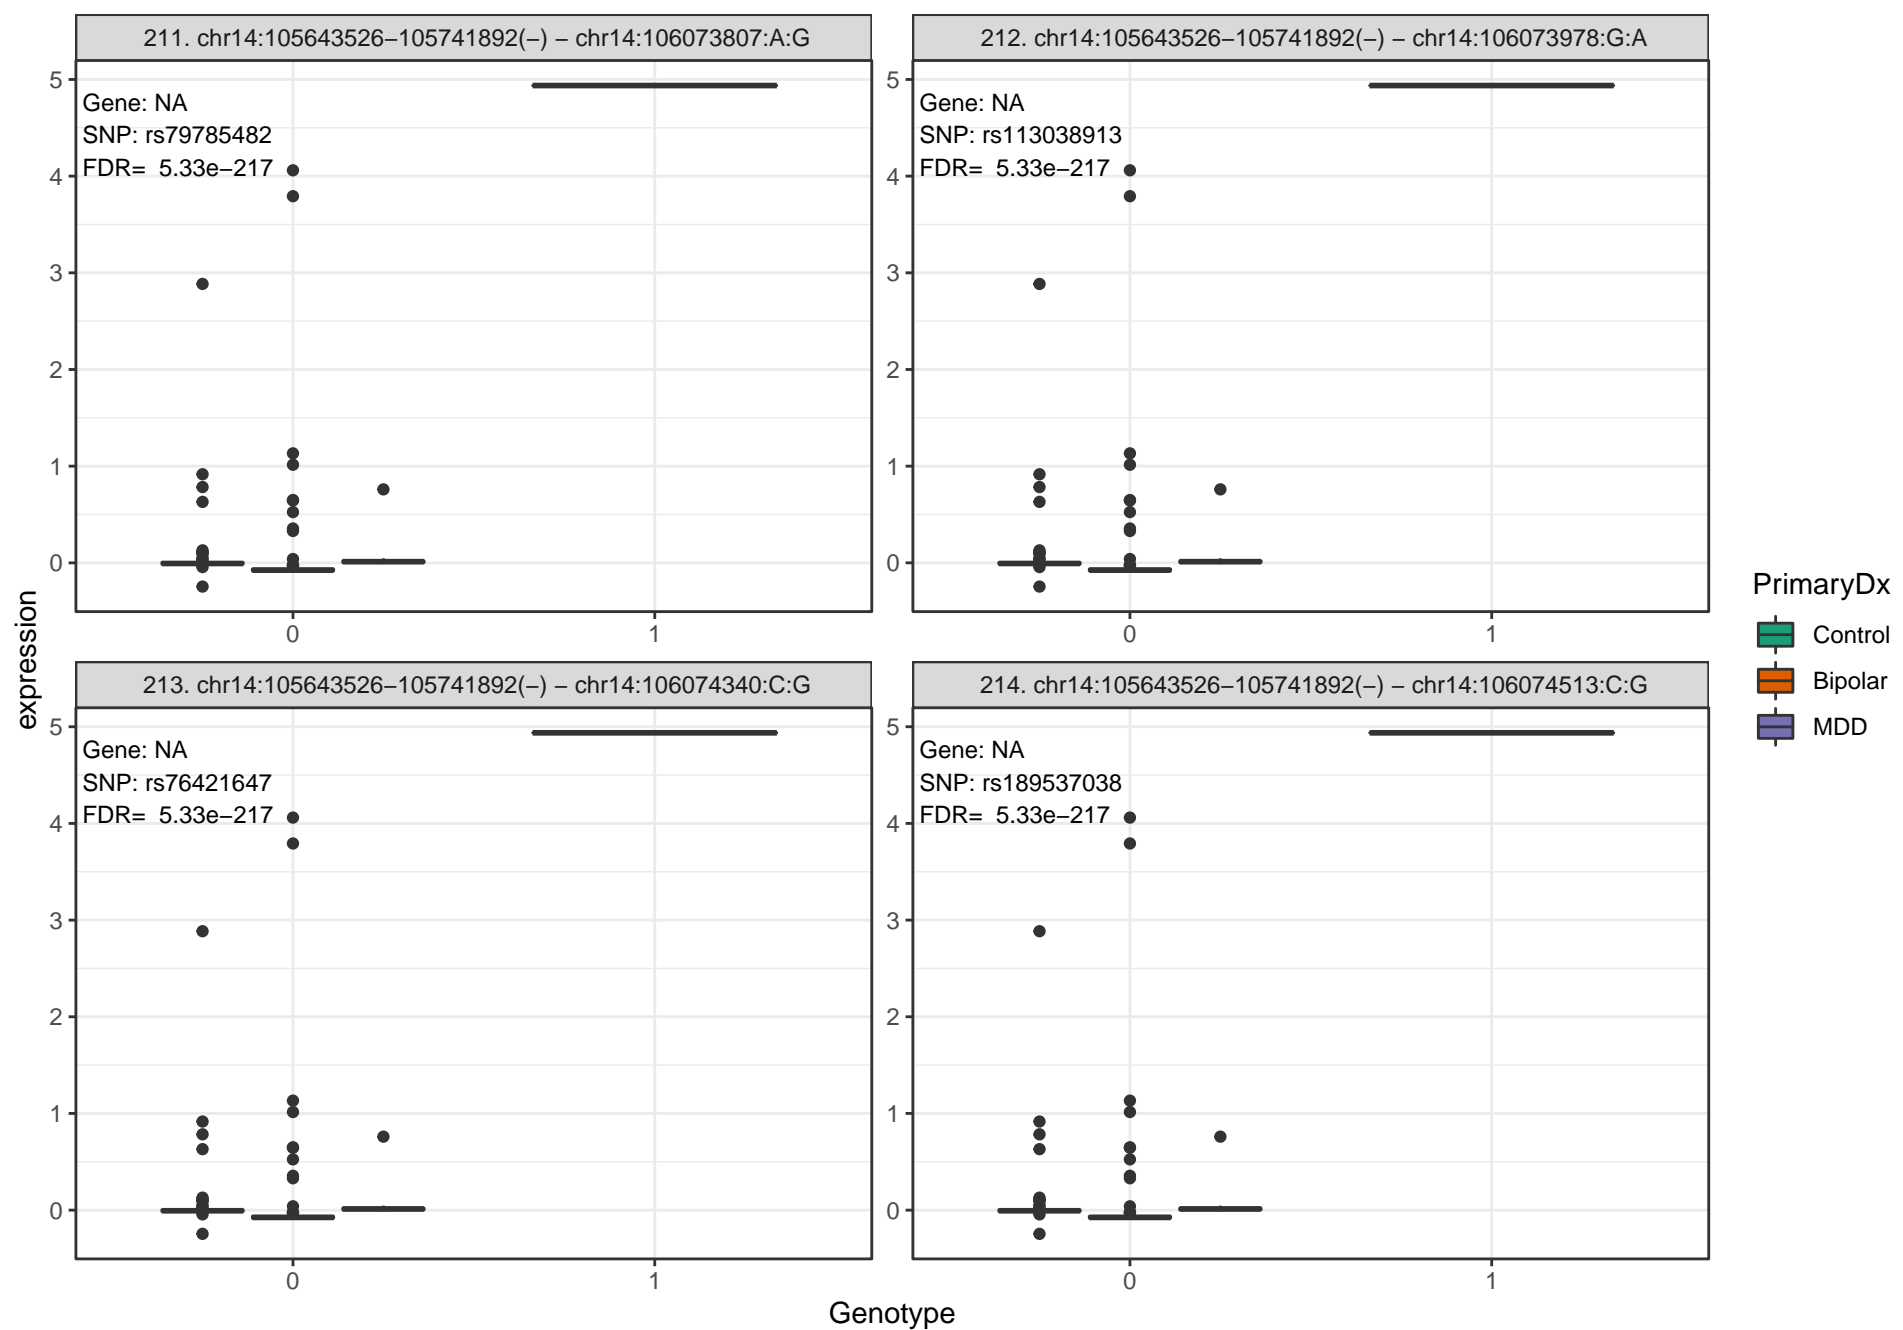 211. chr14:105643526−105741892(−) − chr14:106073807:A:G
212. chr14:105643526−105741892(−) − chr14:106073978:G:A
5
4
3
2
1
0
Gene: NA
SNP: rs79785482
FDR= 5.33e−217
0
1
5
4
3
2
1
0
Gene: NA
SNP: rs113038913
FDR= 5.33e−217
0
1
213. chr14:105643526−105741892(−) − chr14:106074340:C:G
214. chr14:105643526−105741892(−) − chr14:106074513:C:G
5
4
3
2
1
0
Gene: NA
SNP: rs76421647
FDR= 5.33e−217
0
1
5
4
3
2
1
0
Gene: NA
SNP: rs189537038
FDR= 5.33e−217
0
1
expression
Genotype
PrimaryDx
Control
Bipolar
MDD